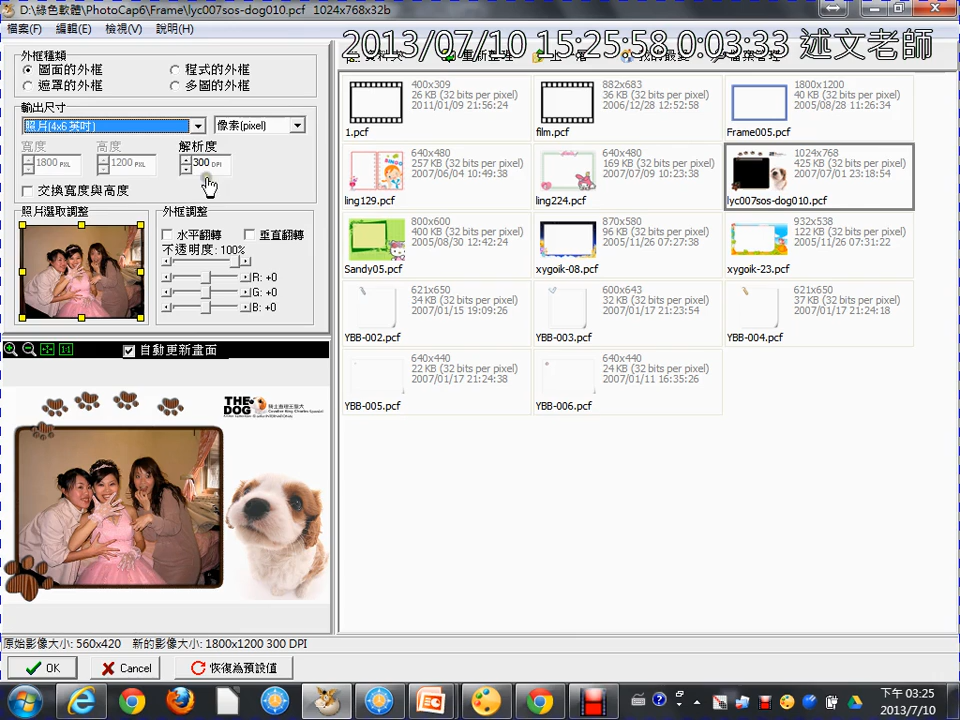 D:\綠色軟體\PhotoCap6\Frame\lyc007sos-dog010.pcf 1024x768x32b
檔案(F) 編輯(E) 檢視(V) 說明(H)
2013/07/10 15:25:58 0:03:33 述文老師
外框種類
圖面的外框 程式的外框
遮罩的外框 多圖的外框
輸出尺寸
照片(4x6 英吋) 像素(pixel)
寬度 高度 解析度
1800 PXL 1200 PXL 300 DPI
交換寬度與高度
照片選取調整 外框調整
水平翻轉 垂直翻轉
不透明度: 100%
R: +0
G: +0
B: +0
自動更新畫面
THE DOG
原始影像大小: 560x420 新的影像大小: 1800x1200 300 DPI
OK Cancel 恢復為預設值
400x309
26 KB (32 bits per pixel)
2011/01/09 21:56:24
1.pcf
882x683
36 KB (32 bits per pixel)
2006/12/28 12:52:58
film.pcf
1800x1200
40 KB (32 bits per pixel)
2005/08/28 11:26:34
Frame005.pcf
640x480
257 KB (32 bits per pixel)
2007/06/04 10:49:38
ling129.pcf
640x480
169 KB (32 bits per pixel)
2007/07/09 10:23:38
ling224.pcf
1024x768
425 KB (32 bits per pixel)
2007/07/01 23:18:54
lyc007sos-dog010.pcf
800x600
84 KB (32 bits per pixel)
2005/08/30 12:42:24
Sandy05.pcf
870x580
96 KB (32 bits per pixel)
2005/11/26 07:27:38
xygoik-08.pcf
932x538
122 KB (32 bits per pixel)
2005/11/26 07:31:22
xygoik-23.pcf
621x650
34 KB (32 bits per pixel)
2007/01/15 19:09:26
YBB-002.pcf
600x643
32 KB (32 bits per pixel)
2007/01/17 21:23:54
YBB-003.pcf
621x650
37 KB (32 bits per pixel)
2007/01/17 21:24:18
YBB-004.pcf
640x440
22 KB (32 bits per pixel)
2007/01/17 21:24:38
YBB-005.pcf
640x440
24 KB (32 bits per pixel)
2007/01/11 16:35:26
YBB-006.pcf
下午 03:25
2013/7/10